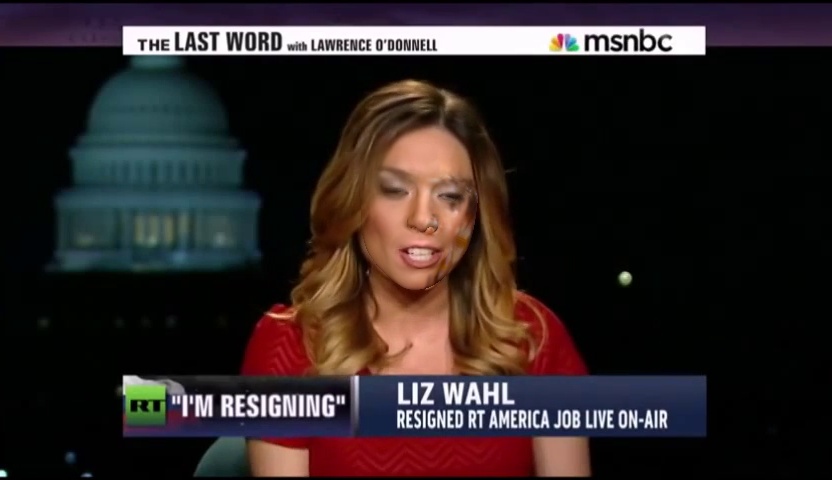 THE LAST WORD WITH LAWRENCE O'DONNELL
msnbc
RT "I'M RESIGNING"
LIZ WAHL
RESIGNED RT AMERICA JOB LIVE ON-AIR